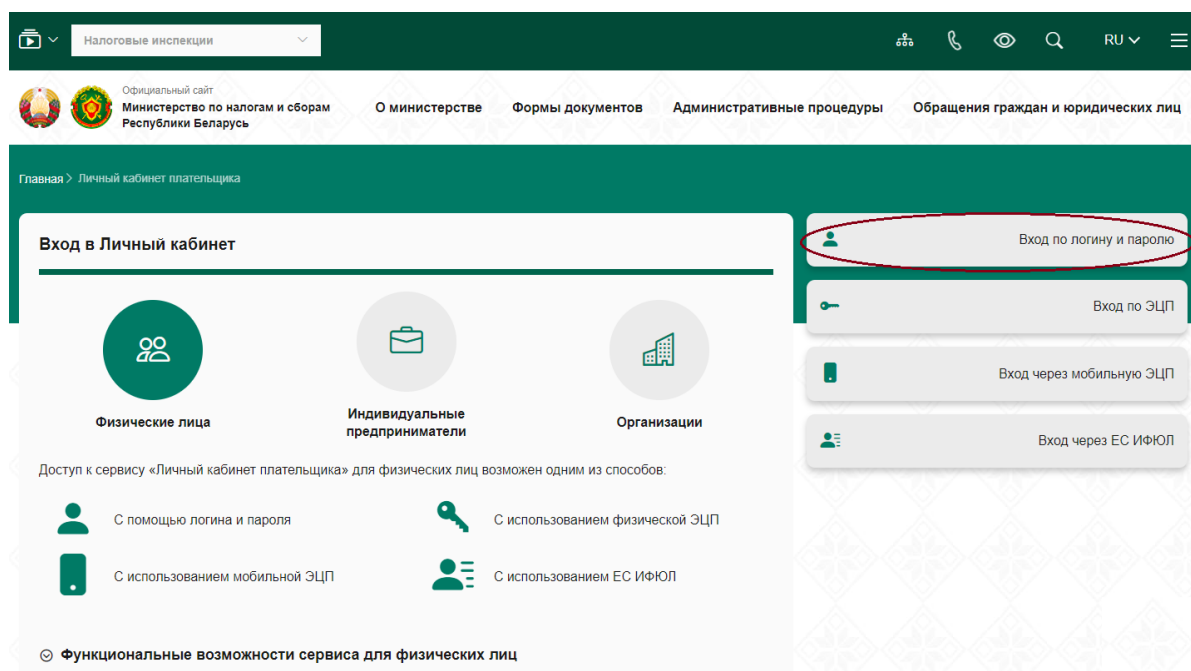 Налоговые инспекции
RU
Официальный сайт
Министерство по налогам и сборам
Республики Беларусь
О министерстве
Формы документов
Административные процедуры
Обращения граждан и юридических лиц
Главная > Личный кабинет плательщика
Вход в Личный кабинет
Физические лица
Индивидуальные
предприниматели
Организации
Доступ к сервису «Личный кабинет плательщика» для физических лиц возможен одним из способов:
С помощью логина и пароля
С использованием физической ЭЦП
С использованием мобильной ЭЦП
С использованием ЕС ИФЮЛ
Функциональные возможности сервиса для физических лиц
Вход по логину и паролю
Вход по ЭЦП
Вход через мобильную ЭЦП
Вход через ЕС ИФЮЛ